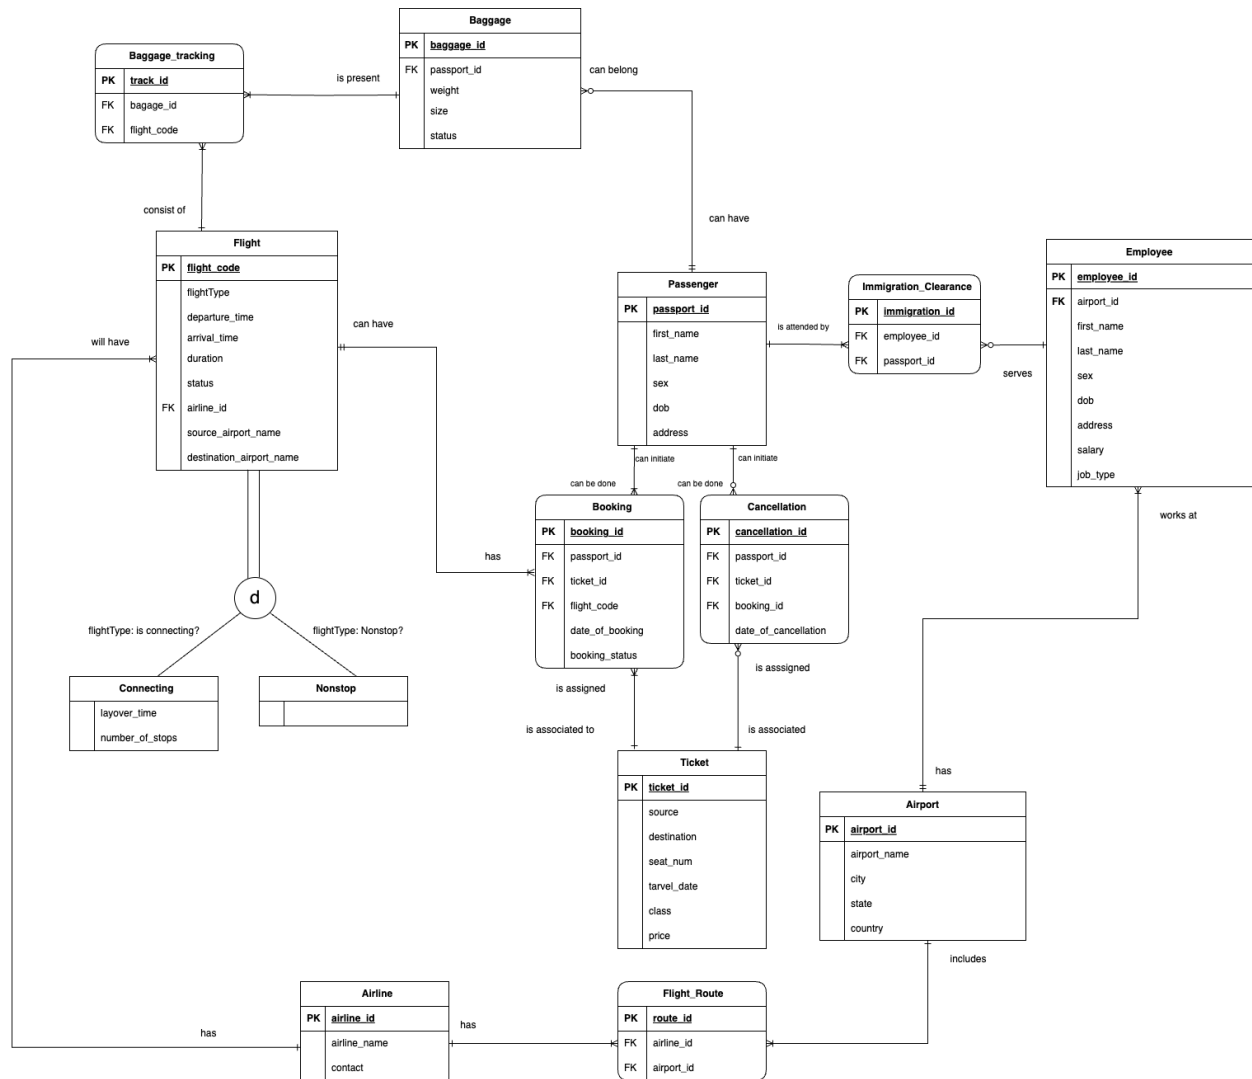 Baggage
PK baggage_id
FK passport_id
weight
size
status
Baggage_tracking
PK track_id
FK bagage_id
FK flight_code
is present
can belong
consist of
can have
Flight
PK flight_code
flightType
departure_time
arrival_time
duration
status
FK airline_id
source_airport_name
destination_airport_name
can have
will have
Passenger
PK passport_id
first_name
last_name
sex
dob
address
is attended by
Immigration_Clearance
PK immigration_id
FK employee_id
FK passport_id
serves
Employee
PK employee_id
FK airport_id
first_name
last_name
sex
dob
address
salary
job_type
works at
can initiate
can initiate
can be done
can be done
Booking
PK booking_id
FK passport_id
FK ticket_id
FK flight_code
date_of_booking
booking_status
has
Cancellation
PK cancellation_id
FK passport_id
FK ticket_id
FK booking_id
date_of_cancellation
d
flightType: is connecting?
flightType: Nonstop?
Connecting
layover_time
number_of_stops
Nonstop
is assigned
is asssigned
is associated to
is associated
Ticket
PK ticket_id
source
destination
seat_num
tarvel_date
class
price
has
Airport
PK airport_id
airport_name
city
state
country
includes
Airline
PK airline_id
airline_name
contact
has
has
Flight_Route
PK route_id
FK airline_id
FK airport_id